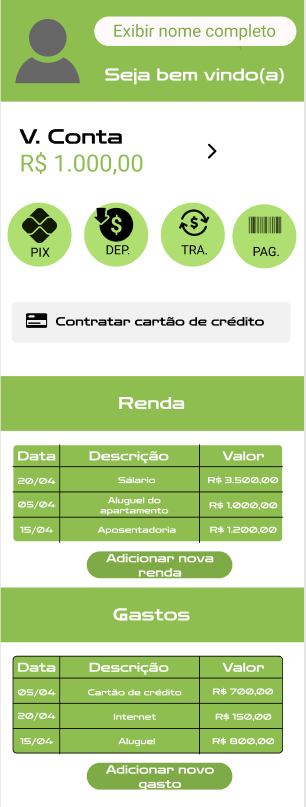 Exibir nome completo
Seja bem vindo(a)
V. Conta
R$ 1.000,00
PIX DEP. TRA. PAG.
Contratar cartão de crédito
Renda
Data Descrição Valor
20/04 Sálario R$ 3.500,00
05/04 Aluguel do apartamento R$ 1.000,00
15/04 Aposentadoria R$ 1.200,00
Adicionar nova
renda
Gastos
Data Descrição Valor
05/04 Cartão de crédito R$ 700,00
20/04 Internet R$ 150,00
15/04 Aluguel R$ 800,00
Adicionar novo
gasto